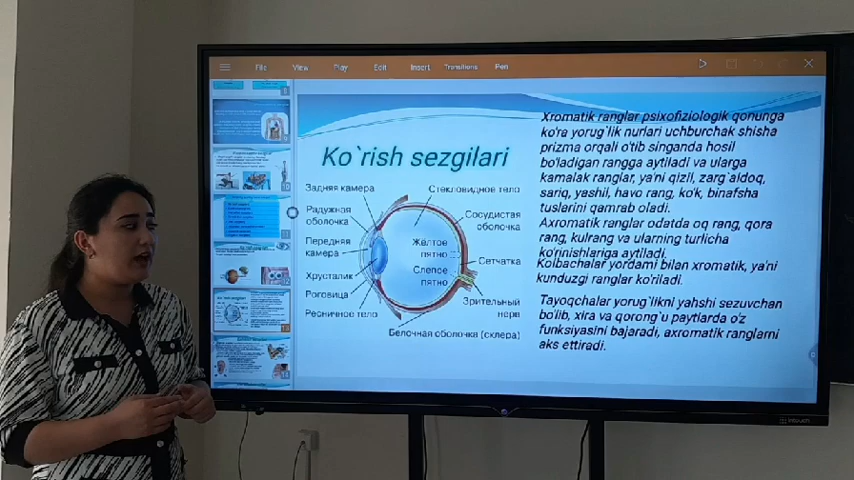 File View Play Edit Insert Transitions Pen
Ko`rish sezgilari
Задняя камера
Стекловидное тело
Радужная
оболочка
Сосудистая
оболочка
Передняя
камера
Жёлтое
пятно
Сетчатка
Хрусталик
Слепое
пятно
Роговица
Зрительный
нерв
Ресничное тело
Белочная оболочка (склера)
Xromatik ranglar psixofiziologik qonunga
ko'ra yorug`lik nurlari uchburchak shisha
prizma orqali o'tib singanda hosil
bo'ladigan rangga aytiladi va ularga
kamalak ranglar, ya'ni qizil, zarg`aldoq,
sariq, yashil, havo rang, ko'k, binafsha
tuslarini qamrab oladi.
Axromatik ranglar odatda oq rang, qora
rang, kulrang va ularning turlicha
ko'rinishlariga aytiladi.
Kolbachalar yordami bilan xromatik, ya'ni
kunduzgi ranglar ko'riladi.
Tayoqchalar yorug`likni yahshi sezuvchan
bo'lib, xira va qorong`u paytlarda o'z
funksiyasini bajaradi, axromatik ranglarni
aks ettiradi.